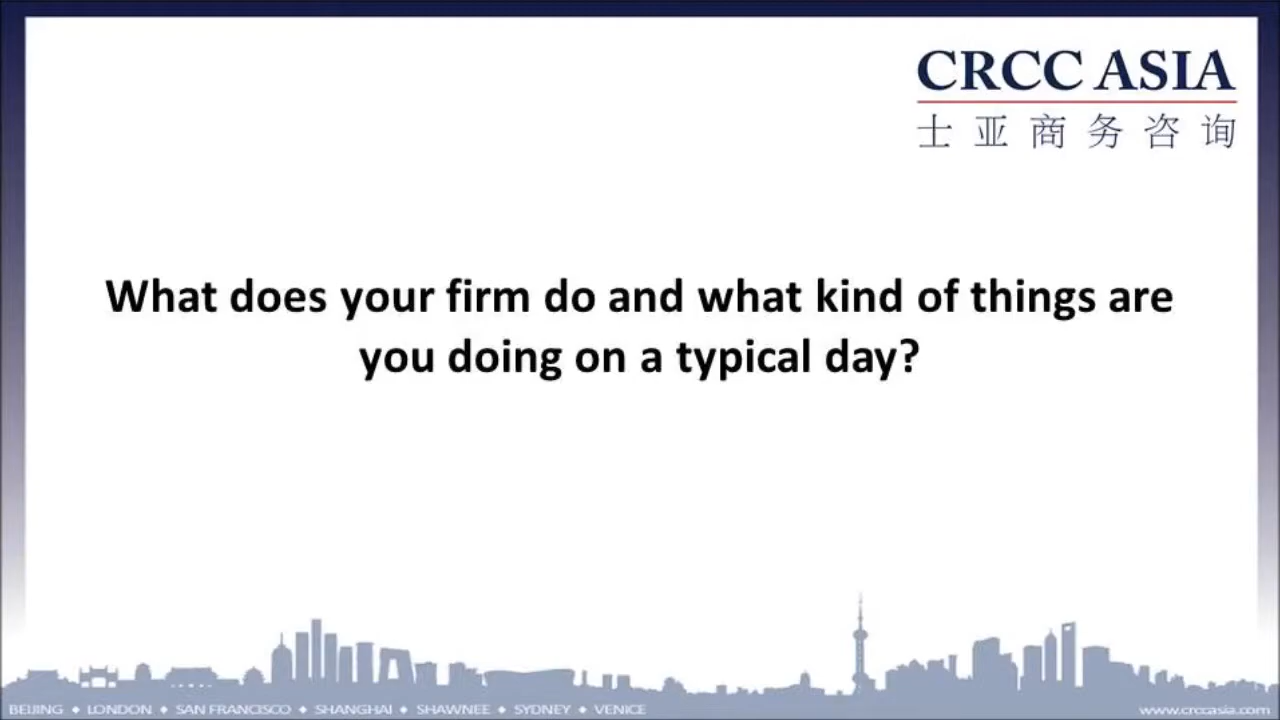 CRCC ASIA
士亚商务咨询
What does your firm do and what kind of things are
you doing on a typical day?
BEIJING ◆ LONDON ◆ SAN FRANCISCO ◆ SHANGHAI ◆ SHAWNEE ◆ SYDNEY ◆ VENICE
www.crccasia.com